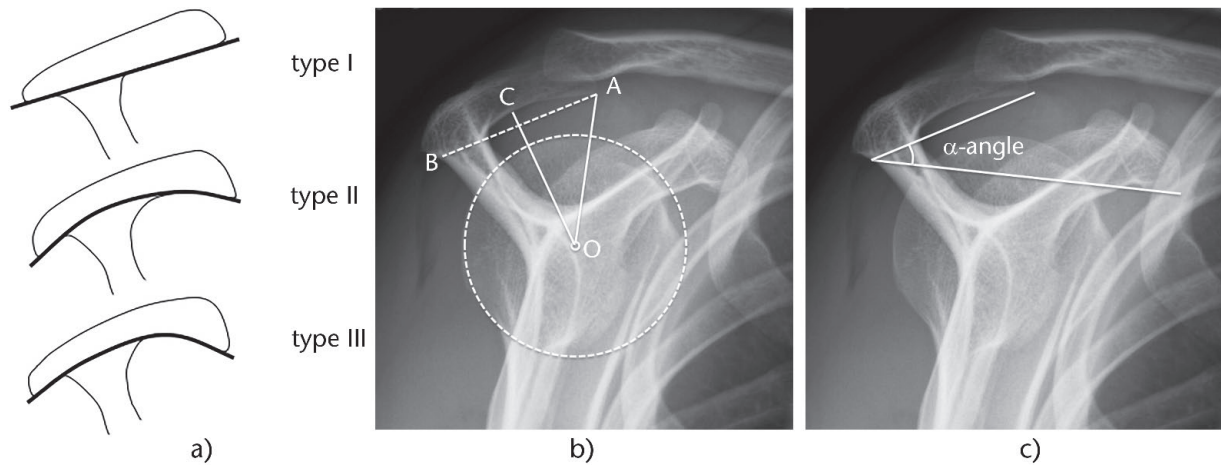 type I
type II
type III
a)
C
A
B
O
b)
α-angle
c)